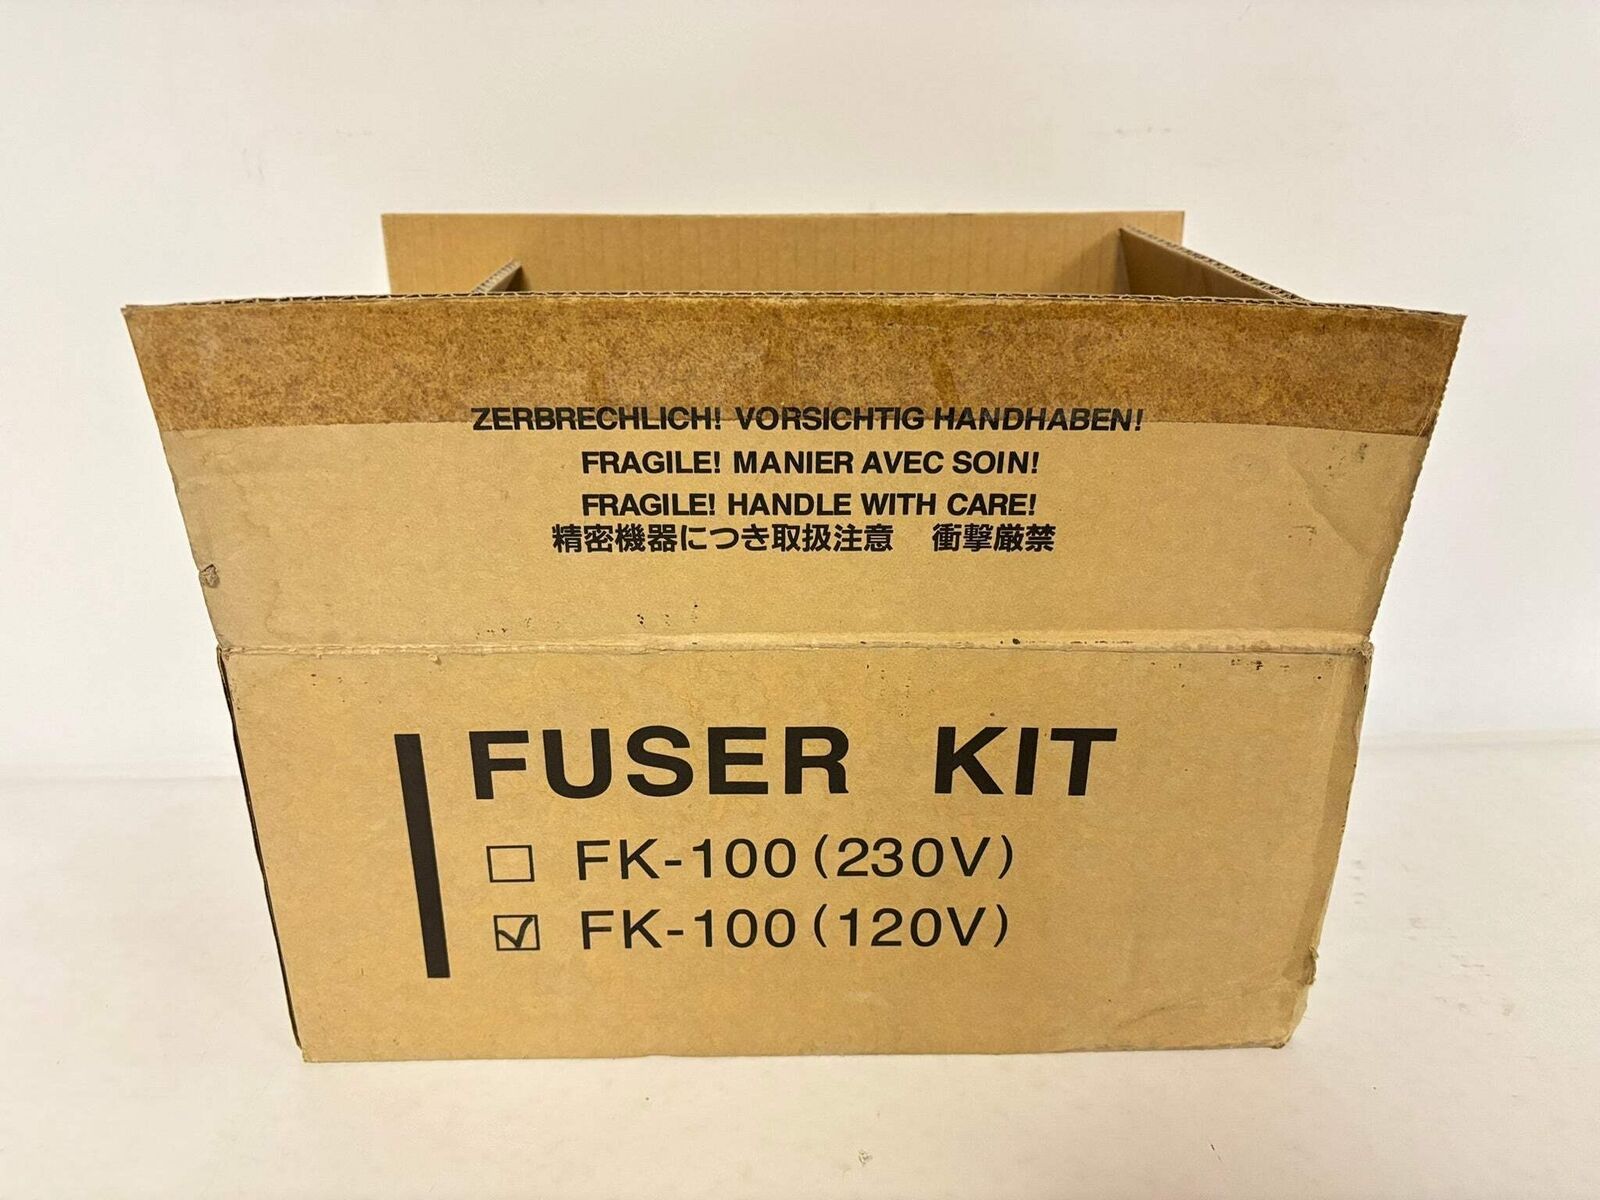 ZERBRECHLICH! VORSICHTIG HANDHABEN!
FRAGILE! MANIER AVEC SOIN!
FRAGILE! HANDLE WITH CARE!
精密機器につき取扱注意 衝撃厳禁
FUSER KIT
FK-100 (230V)
FK-100 (120V)